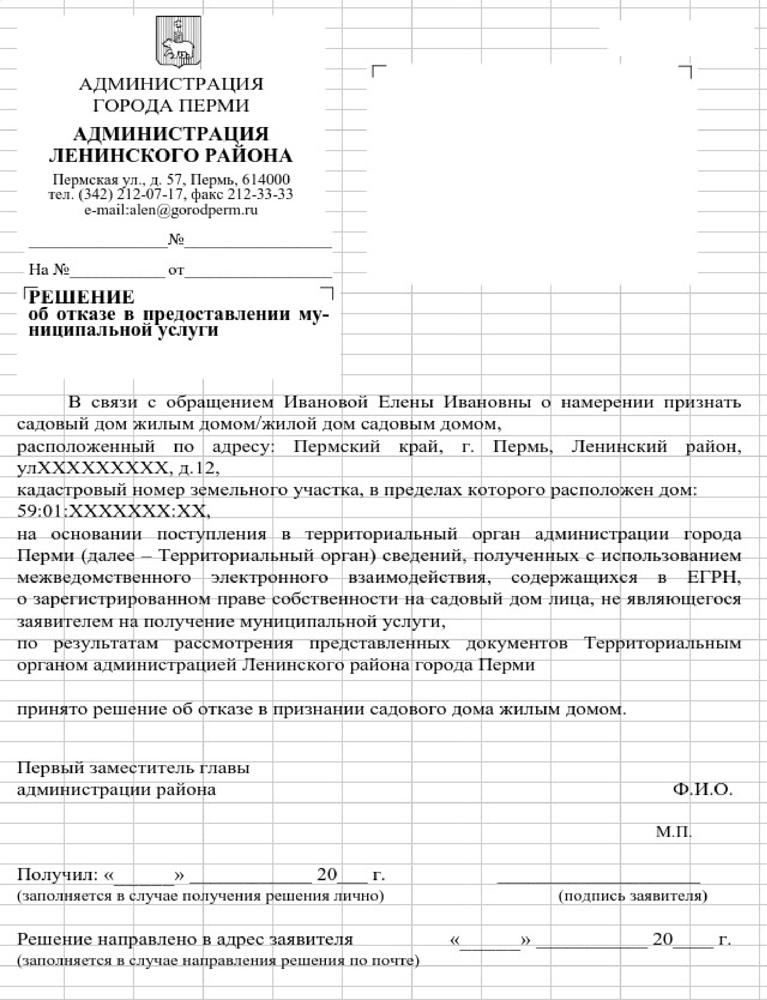 АДМИНИСТРАЦИЯ
ГОРОДА ПЕРМИ
АДМИНИСТРАЦИЯ
ЛЕНИНСКОГО РАЙОНА
Пермская ул., д. 57, Пермь, 614000
тел. (342) 212-07-17, факс 212-33-33
e-mail:alen@gorodperm.ru
________________№_________________
На №___________ от_________________
РЕШЕНИЕ
об отказе в предоставлении му-
ниципальной услуги
В связи с обращением Ивановой Елены Ивановны о намерении признать
садовый дом жилым домом/жилой дом садовым домом,
расположенный по адресу: Пермский край, г. Пермь, Ленинский район,
улXXXXXXXXX, д.12,
кадастровый номер земельного участка, в пределах которого расположен дом:
59:01:XXXXXXX:XX,
на основании поступления в территориальный орган администрации города
Перми (далее – Территориальный орган) сведений, полученных с использованием
межведомственного электронного взаимодействия, содержащихся в ЕГРН,
о зарегистрированном праве собственности на садовый дом лица, не являющегося
заявителем на получение муниципальной услуги,
по результатам рассмотрения представленных документов Территориальным
органом администрацией Ленинского района города Перми
принято решение об отказе в признании садового дома жилым домом.
Первый заместитель главы
администрации района Ф.И.О.
М.П.
Получил: «______» ____________ 20___ г. ____________________
(заполняется в случае получения решения лично) (подпись заявителя)
Решение направлено в адрес заявителя «______» ___________ 20____ г.
(заполняется в случае направления решения по почте)